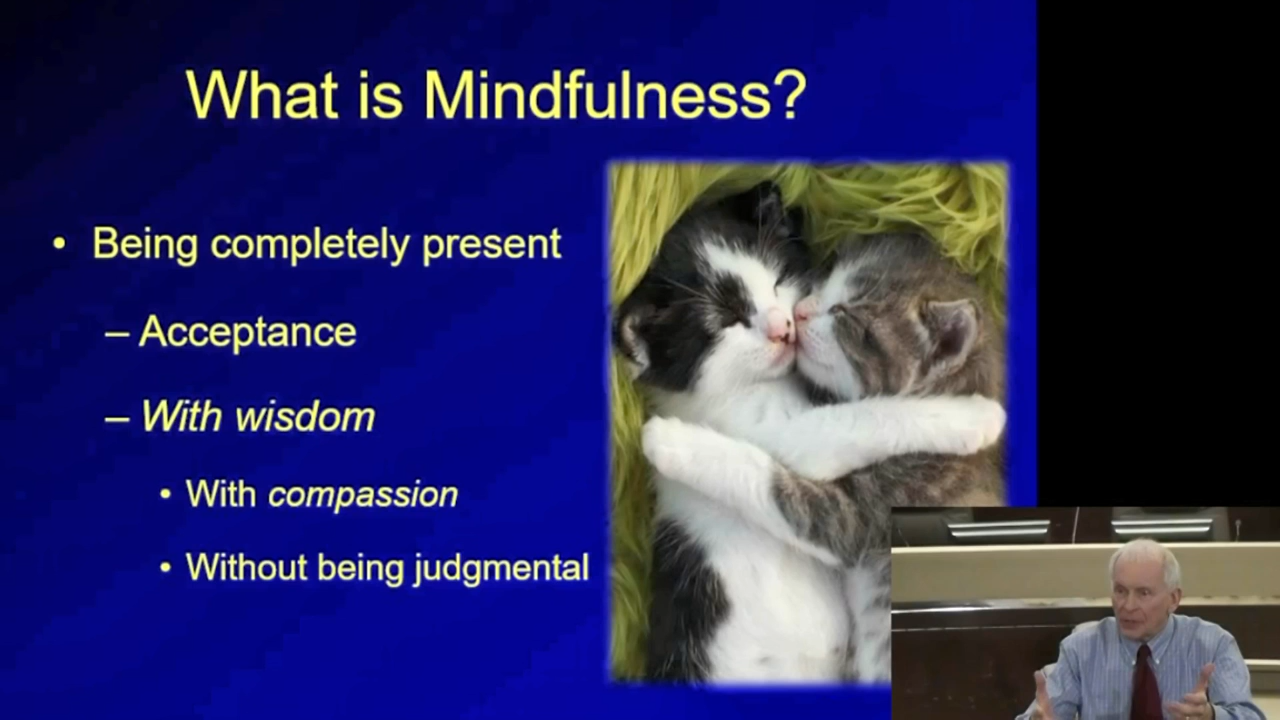 What is Mindfulness?
• Being completely present
– Acceptance
– With wisdom
• With compassion
• Without being judgmental